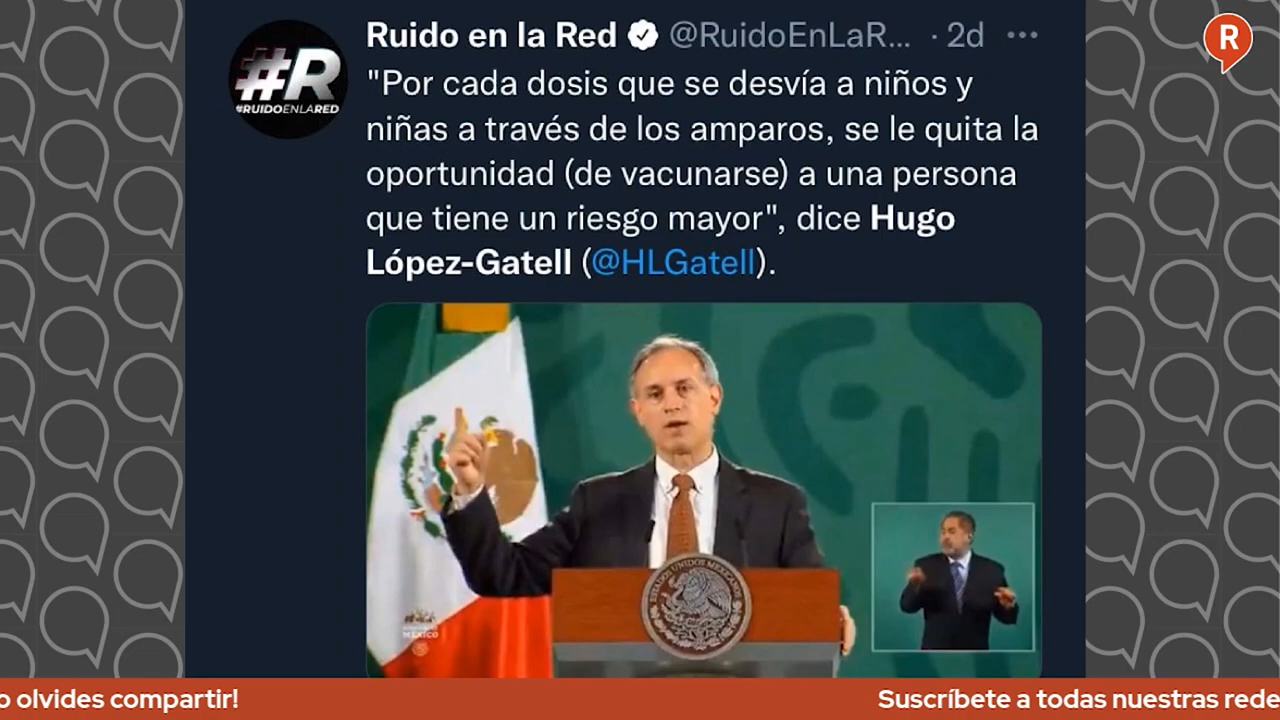 Ruido en la Red @RuidoEnLaR... · 2d ...
#R
#RUIDOENLARED
R
"Por cada dosis que se desvía a niños y
niñas a través de los amparos, se le quita la
oportunidad (de vacunarse) a una persona
que tiene un riesgo mayor", dice Hugo
López-Gatell (@HLGatell).
ESTADOS UNIDOS MEXICANOS
MÉXICO
o olvides compartir!
Suscríbete a todas nuestras rede